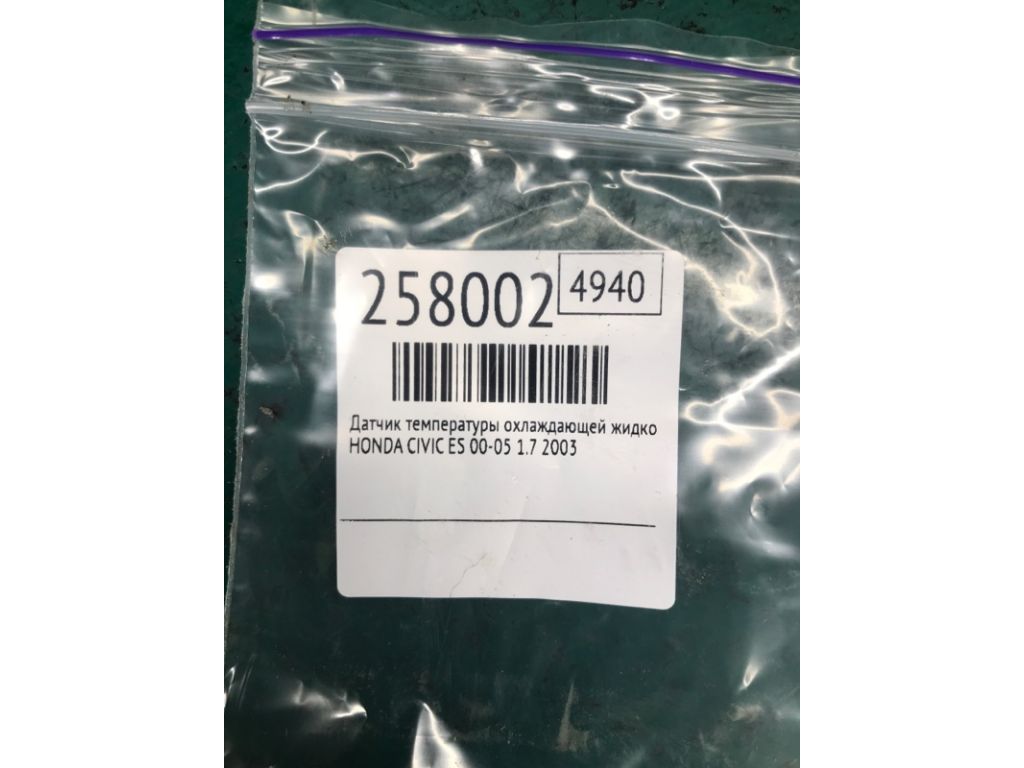 258002 4940
Датчик температуры охлаждающей жидко
HONDA CIVIC ES 00-05 1.7 2003